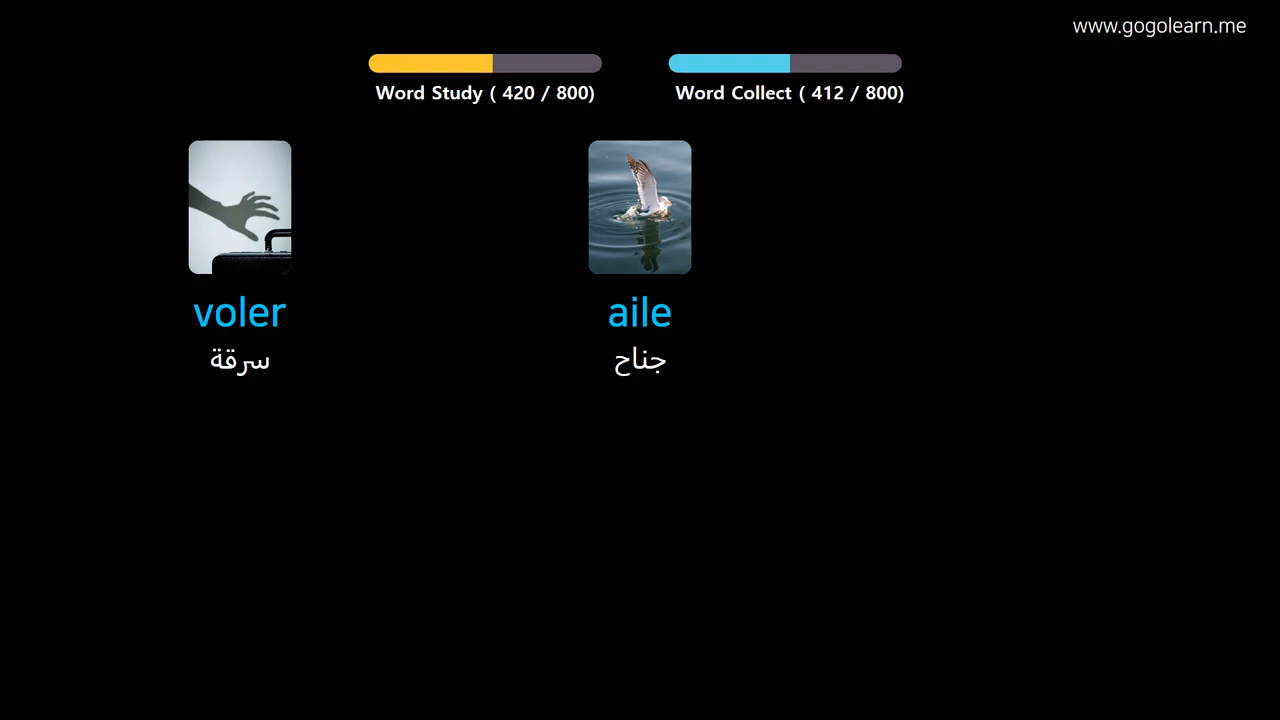 www.gogolearn.me
Word Study ( 420 / 800)
Word Collect ( 412 / 800)
voler
سرقة
aile
جناح